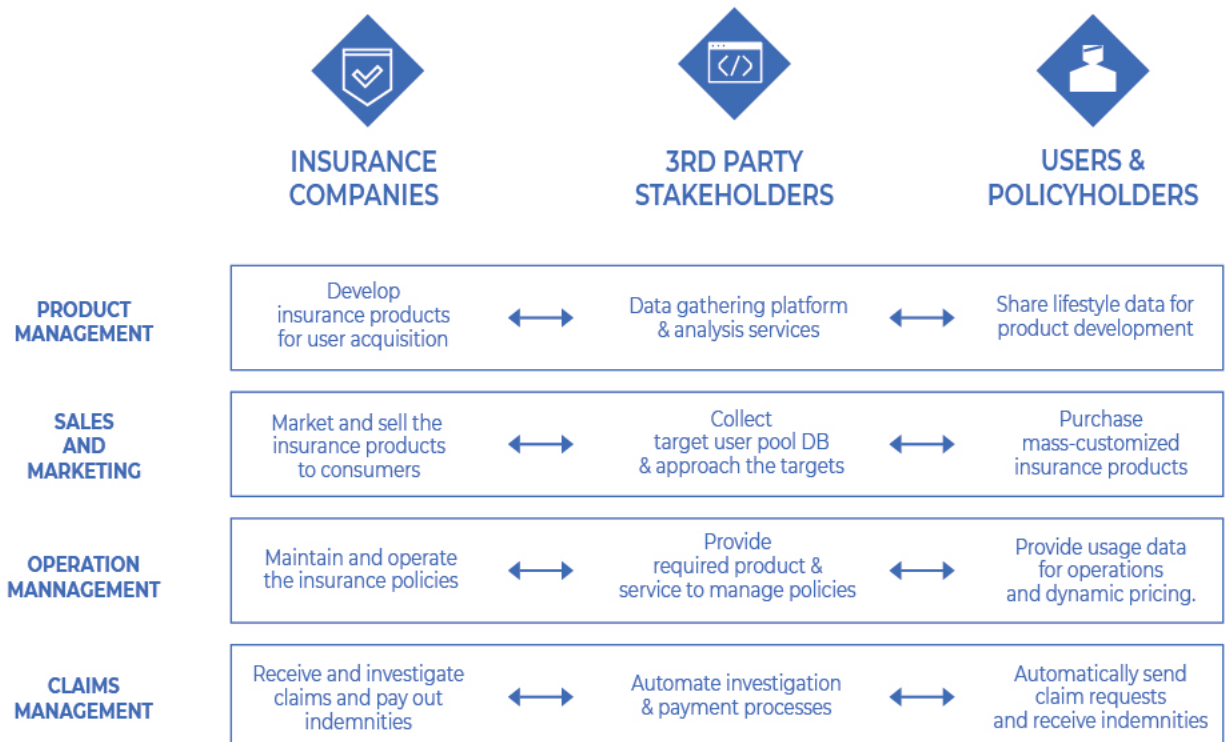 INSURANCE
COMPANIES
3RD PARTY
STAKEHOLDERS
USERS &
POLICYHOLDERS
PRODUCT
MANAGEMENT
Develop
insurance products
for user acquisition
Data gathering platform
& analysis services
Share lifestyle data for
product development
SALES
AND
MARKETING
Market and sell the
insurance products
to consumers
Collect
target user pool DB
& approach the targets
Purchase
mass-customized
insurance products
OPERATION
MANNAGEMENT
Maintain and operate
the insurance policies
Provide
required product &
service to manage policies
Provide usage data
for operations
and dynamic pricing.
CLAIMS
MANAGEMENT
Receive and investigate
claims and pay out
indemnities
Automate investigation
& payment processes
Automatically send
claim requests
and receive indemnities